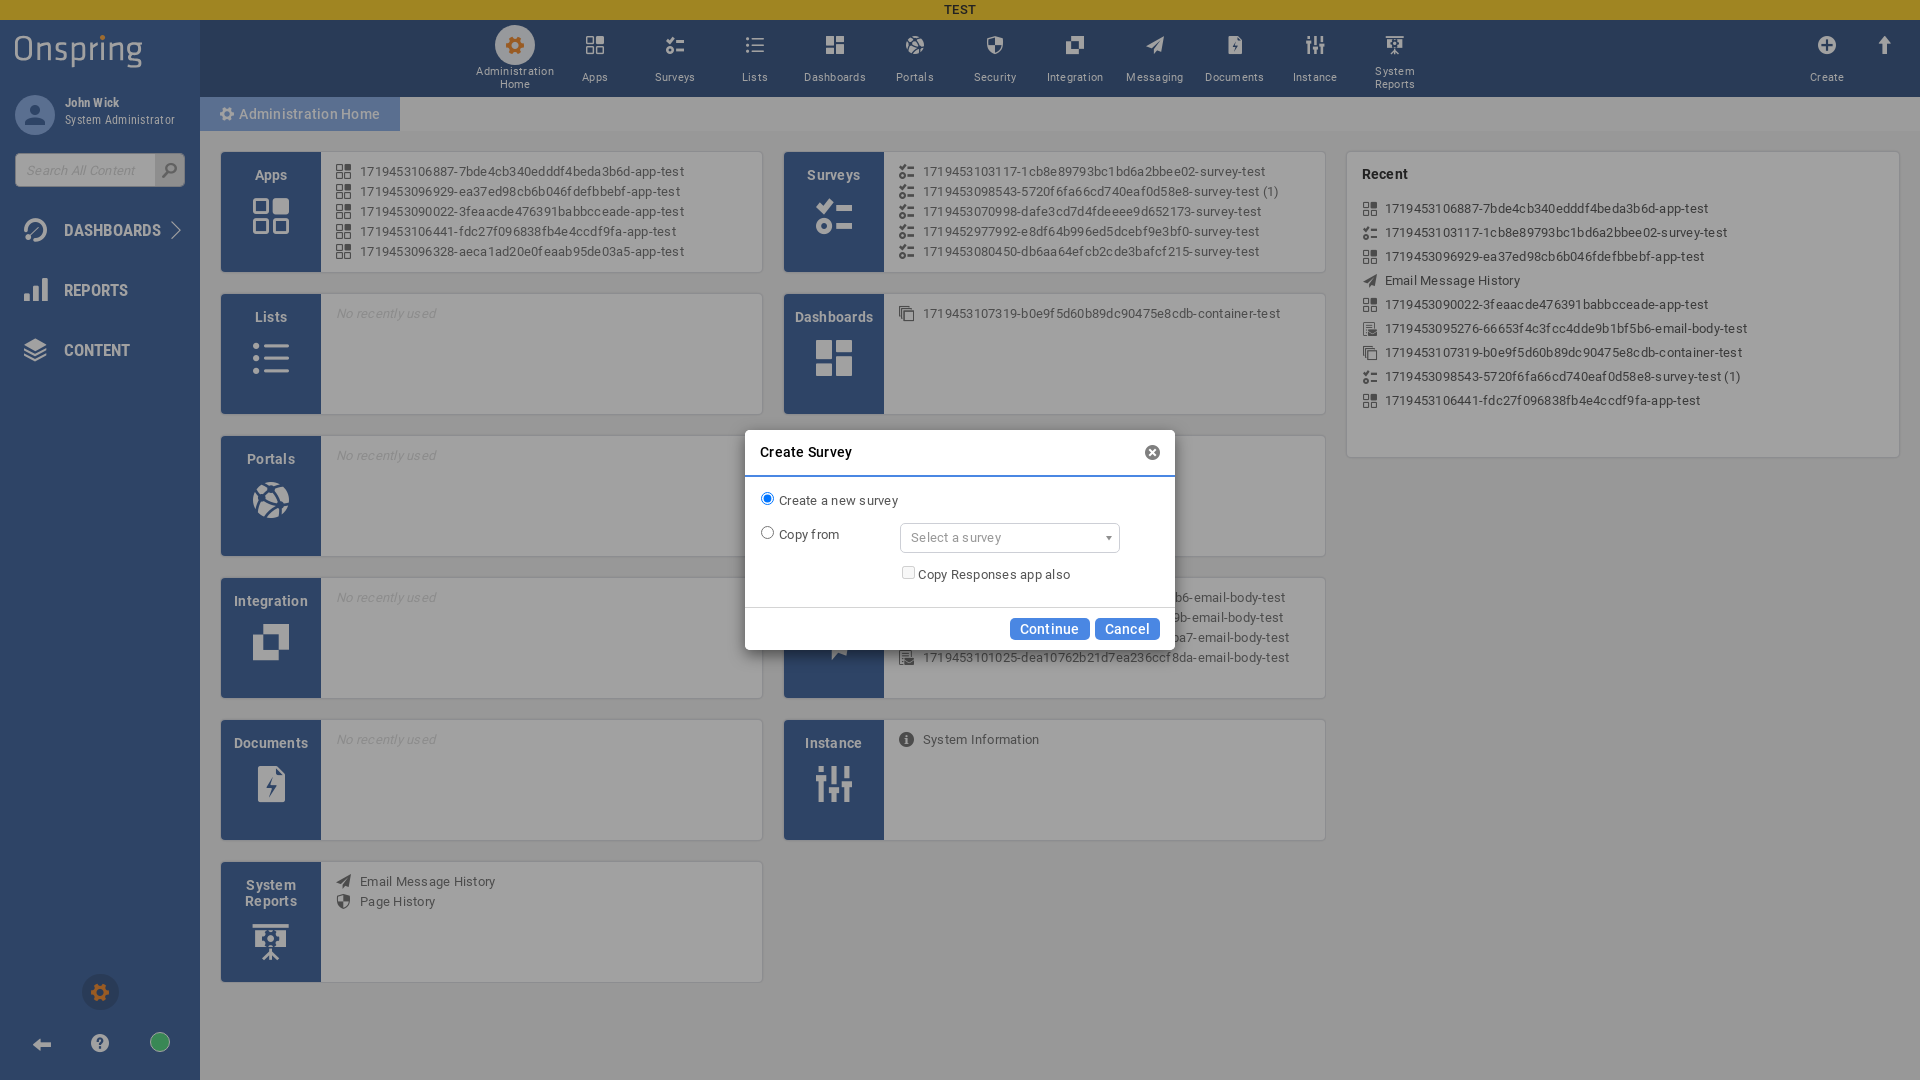 TEST
Onspring
John Wick
System Administrator
Search All Content
DASHBOARDS
REPORTS
CONTENT
Administration Home
Apps
Surveys
Lists
Dashboards
Portals
Security
Integration
Messaging
Documents
Instance
System Reports
Create
Administration Home
Apps
1719453106887-7bde4cb340edddf4beda3b6d-app-test
1719453096929-ea37ed98cb6b046fdefbbebf-app-test
1719453090022-3feaacde476391babbcceade-app-test
1719453106441-fdc27f096838fb4e4ccdf9fa-app-test
1719453096328-aeca1ad20e0feaab95de03a5-app-test
Surveys
1719453103117-1cb8e89793bc1bd6a2bbee02-survey-test
1719453098543-5720f6fa66cd740eaf0d58e8-survey-test (1)
1719453070998-dafe3cd7d4fdeeee9d652173-survey-test
1719452977992-e8df64b996ed5dcebf9e3bf0-survey-test
1719453080450-db6aa64efcb2cde3bafcf215-survey-test
Recent
1719453106887-7bde4cb340edddf4beda3b6d-app-test
1719453103117-1cb8e89793bc1bd6a2bbee02-survey-test
1719453096929-ea37ed98cb6b046fdefbbebf-app-test
Email Message History
1719453090022-3feaacde476391babbcceade-app-test
1719453095276-66653f4c3fcc4dde9b1bf5b6-email-body-test
1719453107319-b0e9f5d60b89dc90475e8cdb-container-test
1719453098543-5720f6fa66cd740eaf0d58e8-survey-test (1)
1719453106441-fdc27f096838fb4e4ccdf9fa-app-test
Lists
No recently used
Dashboards
1719453107319-b0e9f5d60b89dc90475e8cdb-container-test
Portals
No recently used
Create Survey
Create a new survey
Copy from
Select a survey
Copy Responses app also
Continue
Cancel
Integration
No recently used
b6-email-body-test
9b-email-body-test
ba7-email-body-test
1719453101025-dea10762b21d7ea236ccf8da-email-body-test
Documents
No recently used
Instance
System Information
System
Reports
Email Message History
Page History